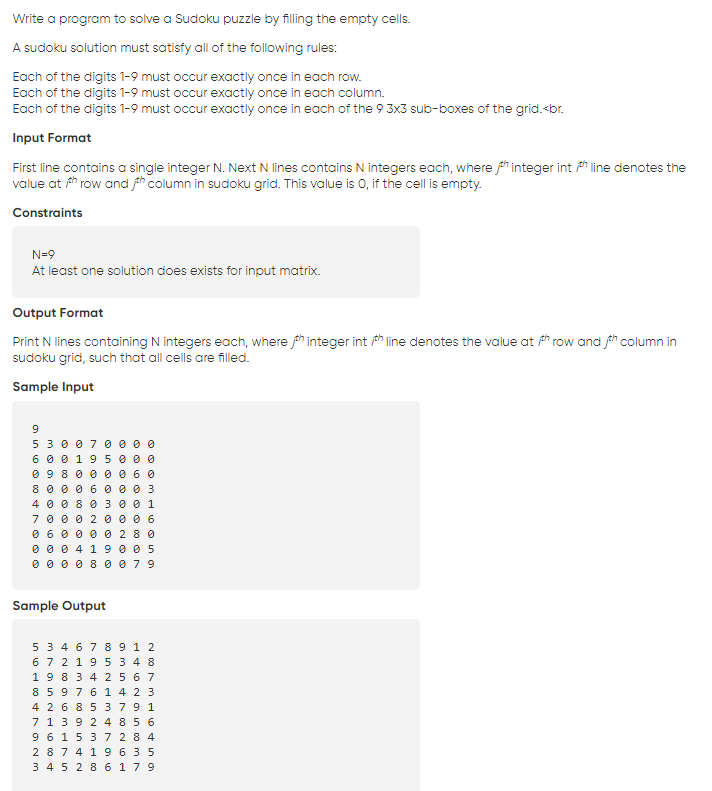 Write a program to solve a Sudoku puzzle by filling the empty cells.
A sudoku solution must satisfy all of the following rules:
Each of the digits 1-9 must occur exactly once in each row.
Each of the digits 1-9 must occur exactly once in each column.
Each of the digits 1-9 must occur exactly once in each of the 9 3x3 sub-boxes of the grid.<br.
Input Format
First line contains a single integer N. Next N lines contains N integers each, where jth integer int ith line denotes the
value at ith row and jth column in sudoku grid. This value is 0, if the cell is empty.
Constraints
N=9
At least one solution does exists for input matrix.
Output Format
Print N lines containing N integers each, where jth integer int ith line denotes the value at ith row and jth column in
sudoku grid, such that all cells are filled.
Sample Input
9
5 3 0 0 7 0 0 0 0
6 0 0 1 9 5 0 0 0
0 9 8 0 0 0 0 6 0
8 0 0 0 6 0 0 0 3
4 0 0 8 0 3 0 0 1
7 0 0 0 2 0 0 0 6
0 6 0 0 0 0 2 8 0
0 0 0 4 1 9 0 0 5
0 0 0 0 8 0 0 7 9
Sample Output
5 3 4 6 7 8 9 1 2
6 7 2 1 9 5 3 4 8
1 9 8 3 4 2 5 6 7
8 5 9 7 6 1 4 2 3
4 2 6 8 5 3 7 9 1
7 1 3 9 2 4 8 5 6
9 6 1 5 3 7 2 8 4
2 8 7 4 1 9 6 3 5
3 4 5 2 8 6 1 7 9